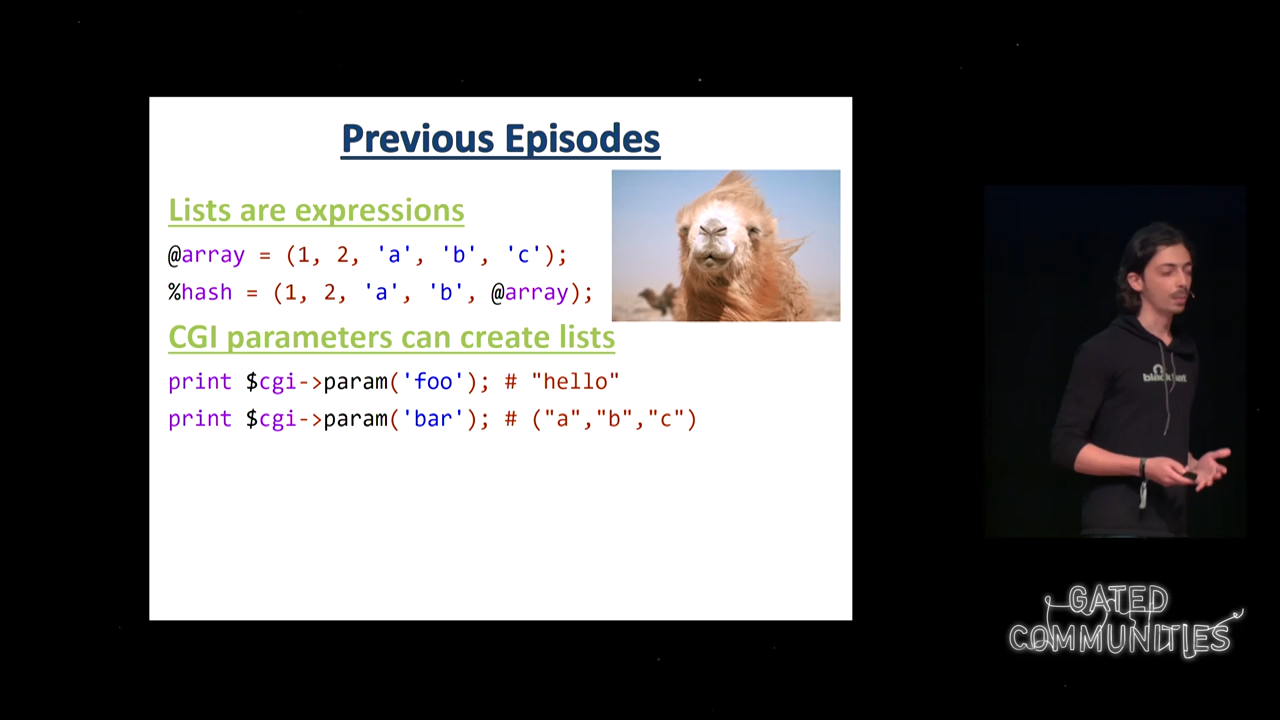 Previous Episodes
Lists are expressions
@array = (1, 2, 'a', 'b', 'c');
%hash = (1, 2, 'a', 'b', @array);
CGI parameters can create lists
print $cgi->param('foo'); # "hello"
print $cgi->param('bar'); # ("a","b","c")
GATED
COMMUNITIES